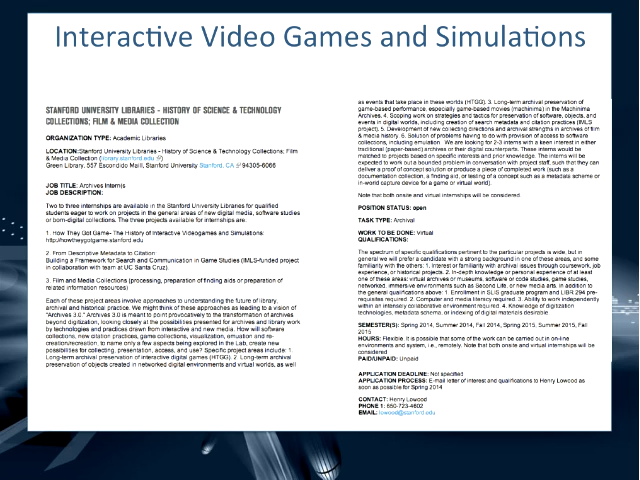 Interactive Video Games and Simulations
STANFORD UNIVERSITY LIBRARIES - HISTORY OF SCIENCE & TECHNOLOGY
COLLECTIONS; FILM & MEDIA COLLECTION
ORGANIZATION TYPE: Academic Libraries
LOCATION:Stanford University Libraries - History of Science & Technology Collections; Film
& Media Collection (library.stanford.edu)
Green Library, 557 Escondido Mall, Stanford University Stanford, CA 94305-6066
JOB TITLE: Archives Interns
JOB DESCRIPTION:
Two to three internships are available in the Stanford University Libraries for qualified
students eager to work on projects in the general areas of new digital media, software studies
or born-digital collections. The three projects available for internships are:
1. How They Got Game- The History of Interactive Videogames and Simulations:
http://howtheygotgame.stanford.edu
2. From Descriptive Metadata to Citation:
Building a Framework for Search and Communication in Game Studies (IMLS-funded project
in collaboration with team at UC Santa Cruz).
3. Film and Media Collections (processing, preparation of finding aids or preparation of
related information resources)
Each of these project areas involve approaches to understanding the future of library,
archival and historical practice. We might think of these approaches as leading to a vision of
"Archives 3.0." Archives 3.0 is meant to point provocatively to the transformation of archives
beyond digitization, looking closely at the possibilities presented for archives and library work
by technologies and practices drawn from interactive and new media. How will software
collections, new citation practices, game collections, visualization, emulation and re-
creation/recreation, to name only a few aspects being explored in the Lab, create new
possibilities for collecting, presentation, access, and use? Specific project areas include: 1.
Long-term archival preservation of interactive digital games (HTGG). 2. Long-term archival
preservation of objects created in networked digital environments and virtual worlds, as well
as events that take place in these worlds (HTGG). 3. Long-term archival preservation of
game-based performance, especially game-based movies (machinima) in the Machinima
Archives. 4. Scoping work on strategies and tactics for preservation of software, objects, and
events in digital worlds, including creation of search metadata and citation practices (IMLS
project). 5. Development of new collecting directions and archival strengths in archives of film
& media history. 6. Solution of problems having to do with provision of access to software
collections, including emulation. We are looking for 2-3 interns with a keen interest in either
traditional (paper-based) archives or their digital counterparts. These interns would be
matched to projects based on specific interests and prior knowledge. The interns will be
expected to work out a bounded problem in conversation with project staff, such that they can
deliver a proof of concept solution or produce a piece of completed work (such as a
documentation collection, a finding aid, or testing of a concept such as a metadata scheme or
in-world capture device for a game or virtual world).
Note that both onsite and virtual internships will be considered
POSITION STATUS: open
TASK TYPE: Archival
WORK TO BE DONE: Virtual
QUALIFICATIONS:
The spectrum of specific qualifications pertinent to the particular projects is wide, but in
general we will prefer a candidate with a strong background in one of these areas, and some
familiarity with the others: 1. Interest or familiarity with archival issues through coursework, job
experience, or historical projects. 2. In-depth knowledge or personal experience of at least
one of these areas: virtual archives or museums, software or code studies, game studies,
networked, immersive environments such as Second Life, or new media arts. In addition to
the general qualifications above: 1. Enrollment in SLIS graduate program and LIBR 294 pre-
requisites required. 2. Computer and media literacy required. 3. Ability to work independently
within an intensely collaborative environment required. 4. Knowledge of digitization
technologies, metadata schema, or indexing of digital materials desirable
SEMESTER(S): Spring 2014, Summer 2014, Fall 2014, Spring 2015, Summer 2015, Fall
2015
HOURS: Flexible. It is possible that some of the work can be carried out in on-line
environments and system, i.e., remotely. Note that both onsite and virtual internships will be
considered
PAID/UNPAID: Unpaid
APPLICATION DEADLINE: Not specified
APPLICATION PROCESS: E-mail letter of interest and qualifications to Henry Lowood as
soon as possible for Spring 2014
CONTACT: Henry Lowood
PHONE 1: 650-723-4602
EMAIL: lowood@stanford.edu